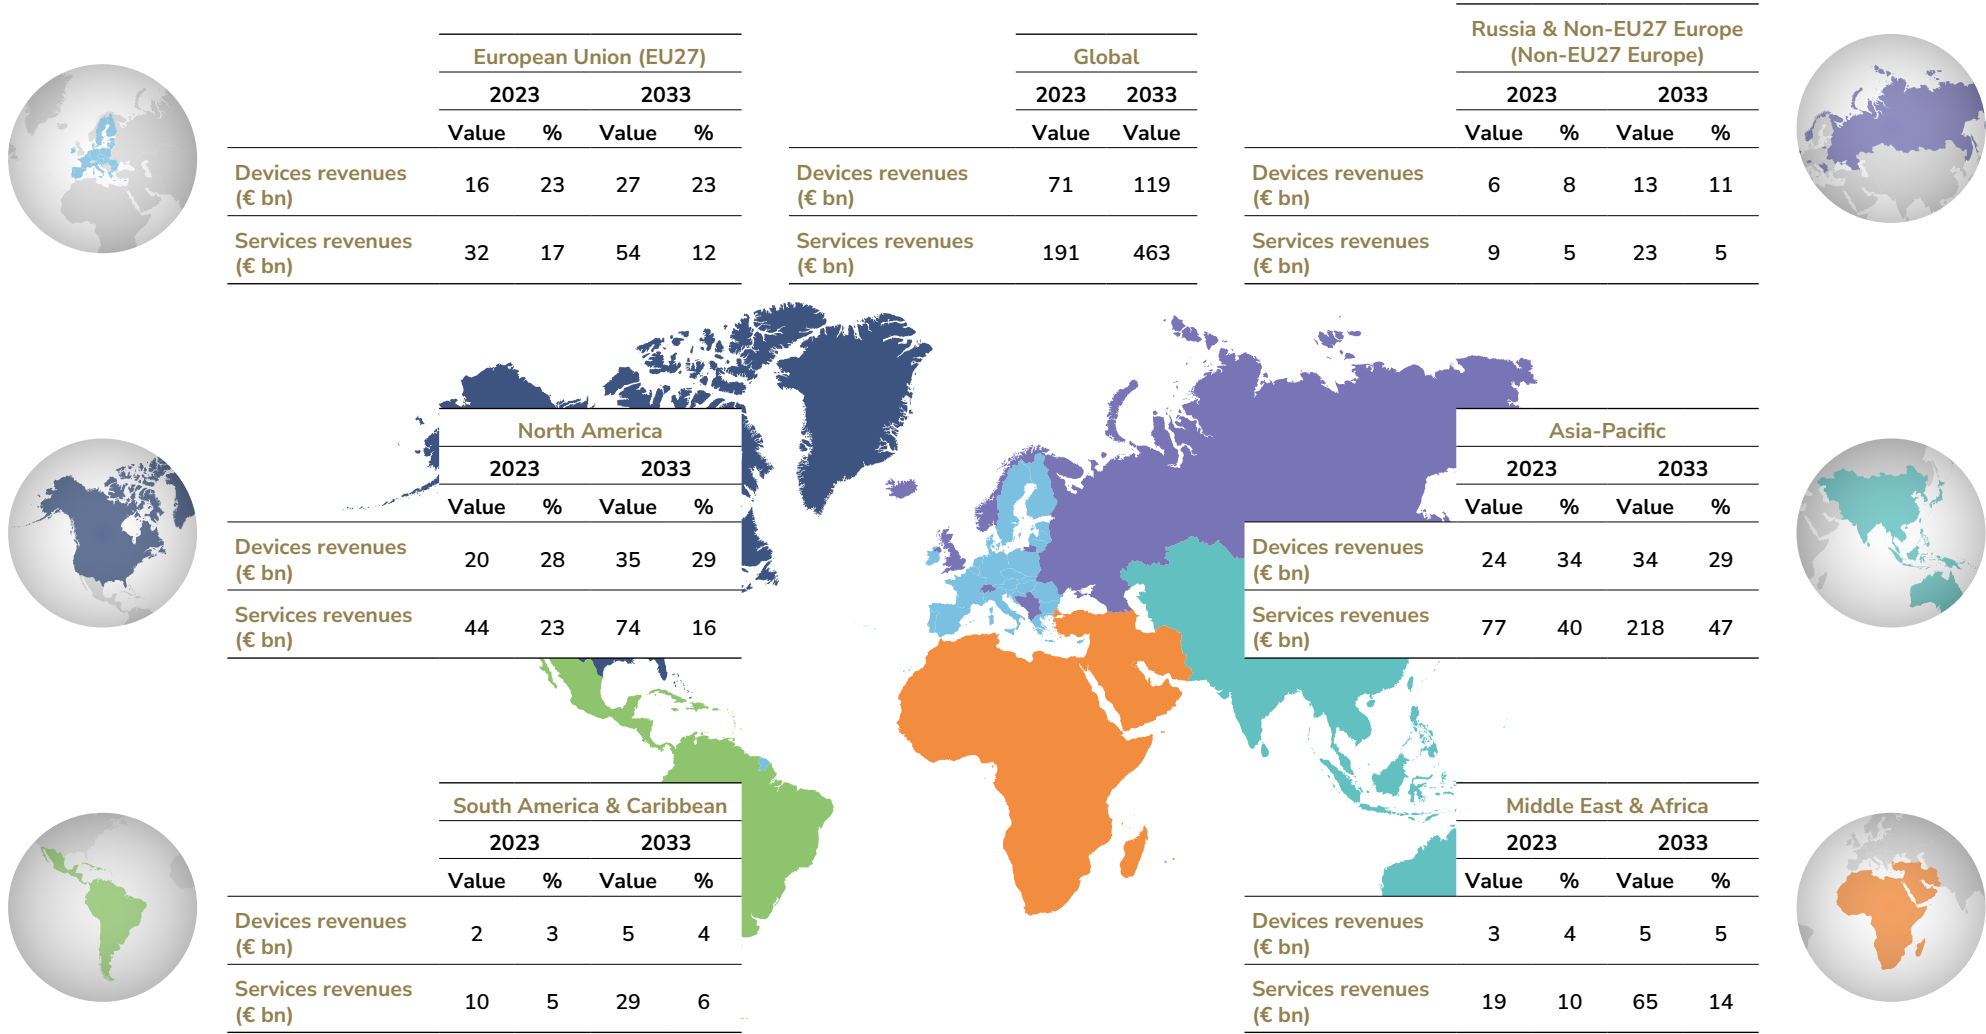 European Union (EU27)
2023 2033
Value % Value %
Devices revenues
(€ bn)
16 23 27 23
Services revenues
(€ bn)
32 17 54 12
Global
2023 2033
Value Value
Devices revenues
(€ bn)
71 119
Services revenues
(€ bn)
191 463
Russia & Non-EU27 Europe
(Non-EU27 Europe)
2023 2033
Value % Value %
Devices revenues
(€ bn)
6 8 13 11
Services revenues
(€ bn)
9 5 23 5
North America
2023 2033
Value % Value %
Devices revenues
(€ bn)
20 28 35 29
Services revenues
(€ bn)
44 23 74 16
Asia-Pacific
2023 2033
Value % Value %
Devices revenues
(€ bn)
24 34 34 29
Services revenues
(€ bn)
77 40 218 47
South America & Caribbean
2023 2033
Value % Value %
Devices revenues
(€ bn)
2 3 5 4
Services revenues
(€ bn)
10 5 29 6
Middle East & Africa
2023 2033
Value % Value %
Devices revenues
(€ bn)
3 4 5 5
Services revenues
(€ bn)
19 10 65 14